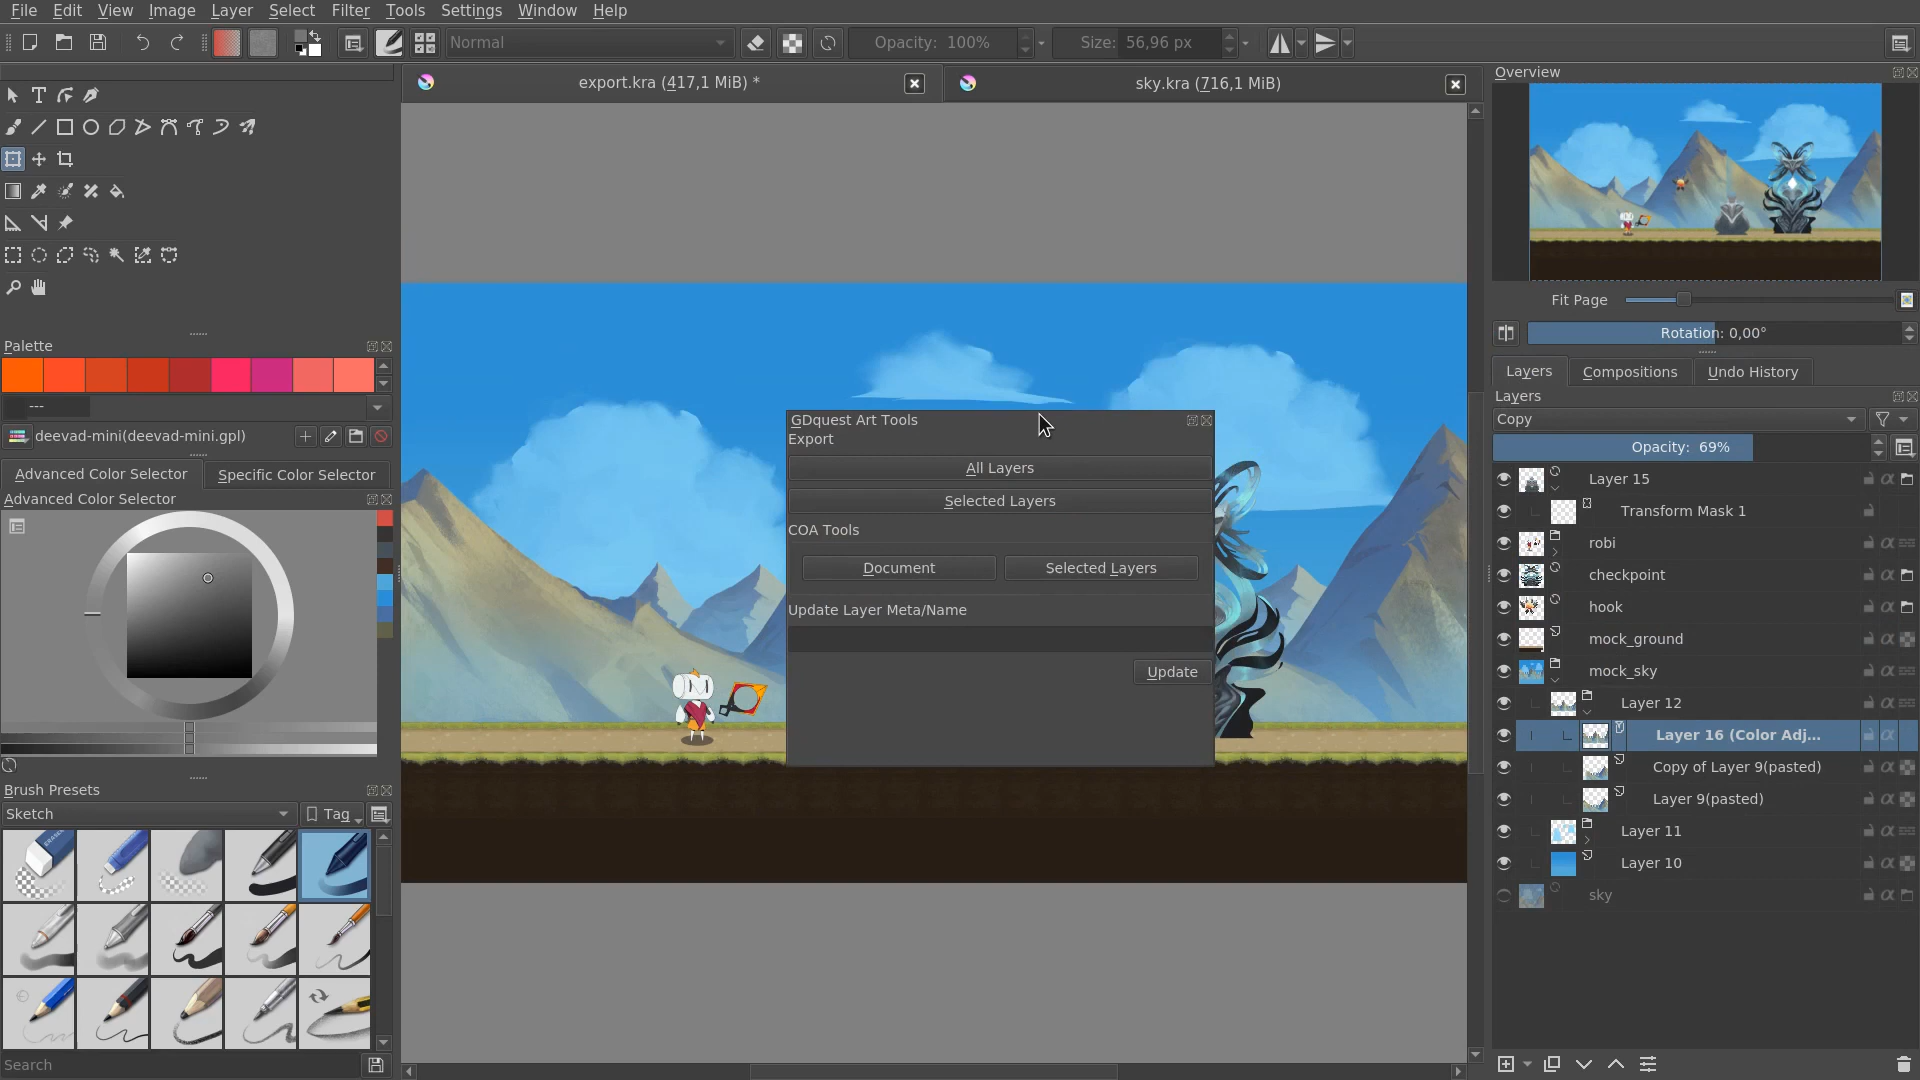 File Edit View Image Layer Select Filter Tools Settings Window Help
Normal Opacity: 100% Size: 56,96 px
export.kra (417,1 MiB) *
sky.kra (716,1 MiB)
Palette
---
deevad-mini(deevad-mini.gpl)
Advanced Color Selector
Specific Color Selector
Advanced Color Selector
Brush Presets
Sketch
Tag
Search
GDquest Art Tools
Export
All Layers
Selected Layers
COA Tools
Document
Selected Layers
Update Layer Meta/Name
Update
Overview
Fit Page
Rotation: 0,00°
Layers
Compositions
Undo History
Layers
Copy
Opacity: 69%
Layer 15
Transform Mask 1
robi
checkpoint
hook
mock_ground
mock_sky
Layer 12
Layer 16 (Color Adj...
Copy of Layer 9(pasted)
Layer 9(pasted)
Layer 11
Layer 10
sky